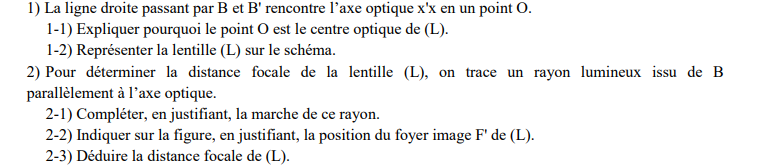 1) La ligne droite passant par B et B' rencontre l'axe optique x'x en un point O.
1-1) Expliquer pourquoi le point O est le centre optique de (L).
1-2) Représenter la lentille (L) sur le schéma.
2) Pour déterminer la distance focale de la lentille (L), on trace un rayon lumineux issu de B
parallèlement à l'axe optique.
2-1) Compléter, en justifiant, la marche de ce rayon.
2-2) Indiquer sur la figure, en justifiant, la position du foyer image F' de (L).
2-3) Déduire la distance focale de (L).